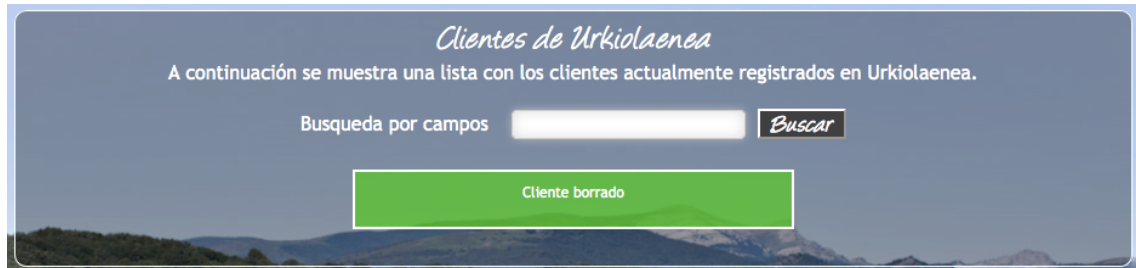 Clientes de Urkiolaenea
A continuación se muestra una lista con los clientes actualmente registrados en Urkiolaenea.
Busqueda por campos Buscar
Cliente borrado